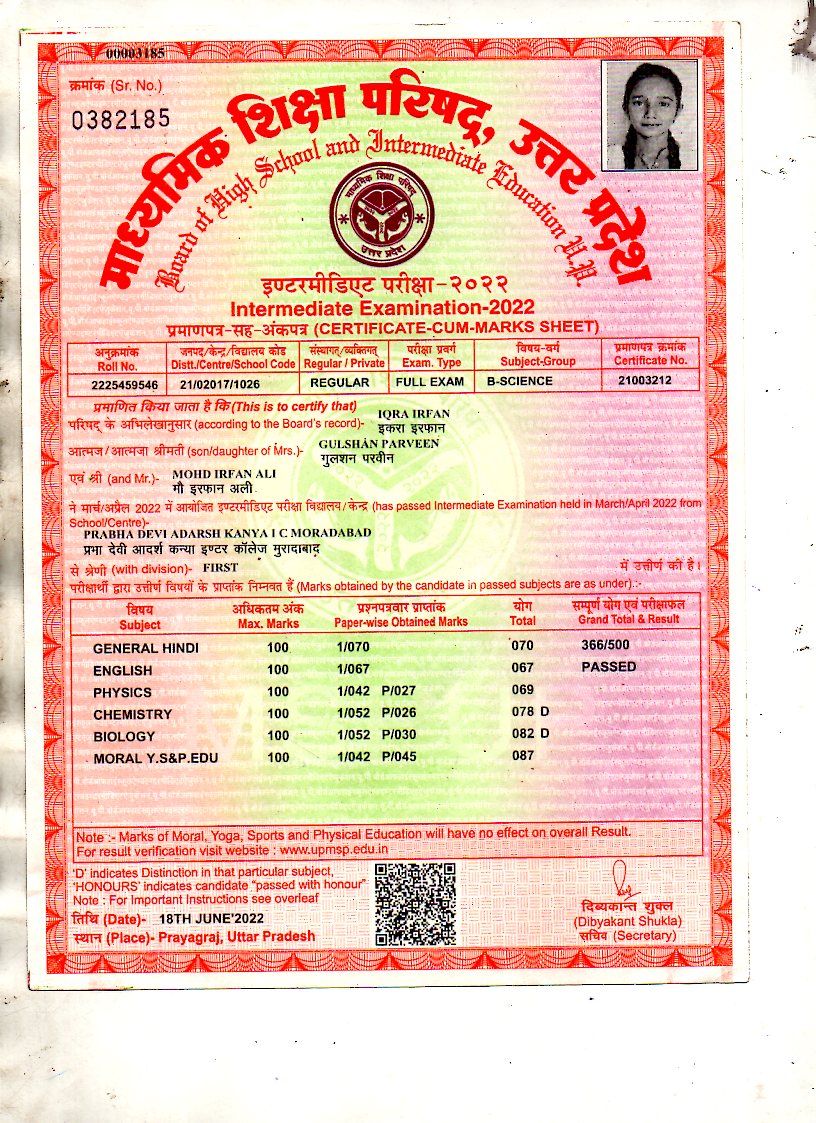 00003185
क्रमांक (Sr. No.)
0382185
माध्यमिक शिक्षा परिषद्, उत्तर प्रदेश
Board of High School and Intermediate Education U.P.
माध्यमिक शिक्षा परिषद्
उत्तर प्रदेश
इण्टरमीडिएट परीक्षा-२०२२
Intermediate Examination-2022
प्रमाणपत्र-सह-अंकपत्र (CERTIFICATE-CUM-MARKS SHEET)
अनुक्रमांक जनपद/केन्द्र/विद्यालय कोड संस्थागत/व्यक्तिगत परीक्षा प्रवर्ग विषय-वर्ग प्रमाणपत्र क्रमांक
Roll No. Distt./Centre/School Code Regular / Private Exam. Type Subject-Group Certificate No.
2225459546 21/02017/1026 REGULAR FULL EXAM B-SCIENCE 21003212
प्रमाणित किया जाता है कि (This is to certify that)
IQRA IRFAN
परिषद् के अभिलेखानुसार (according to the Board's record)- इकरा इरफान
GULSHAN PARVEEN
आत्मज/आत्मजा श्रीमती (son/daughter of Mrs.)- गुलशन परवीन
एवं श्री (and Mr.)- MOHD IRFAN ALI
मौ इरफान अली
ने मार्च/अप्रैल 2022 में आयोजित इण्टरमीडिएट परीक्षा विद्यालय/केन्द्र (has passed Intermediate Examination held in March/April 2022 from
School/Centre)-
PRABHA DEVI ADARSH KANYA I C MORADABAD
प्रभा देवी आदर्श कन्या इण्टर कॉलेज मुरादाबाद
से श्रेणी (with division)- FIRST में उत्तीर्ण की है।
परीक्षार्थी द्वारा उत्तीर्ण विषयों के प्राप्तांक निम्नवत हैं (Marks obtained by the candidate in passed subjects are as under):-
विषय अधिकतम अंक प्रश्नपत्रवार प्राप्तांक योग सम्पूर्ण योग एवं परीक्षाफल
Subject Max. Marks Paper-wise Obtained Marks Total Grand Total & Result
GENERAL HINDI 100 1/070 070 366/500
ENGLISH 100 1/067 067 PASSED
PHYSICS 100 1/042 P/027 069
CHEMISTRY 100 1/052 P/026 078 D
BIOLOGY 100 1/052 P/030 082 D
MORAL Y.S&P.EDU 100 1/042 P/045 087
Note :- Marks of Moral, Yoga, Sports and Physical Education will have no effect on overall Result.
For result verification visit website : www.upmsp.edu.in
'D' indicates Distinction in that particular subject,
'HONOURS' indicates candidate "passed with honour"
Note : For Important Instructions see overleaf
तिथि (Date)- 18TH JUNE'2022
स्थान (Place)- Prayagraj, Uttar Pradesh
दिब्यकान्त शुक्ल
(Dibyakant Shukla)
सचिव (Secretary)